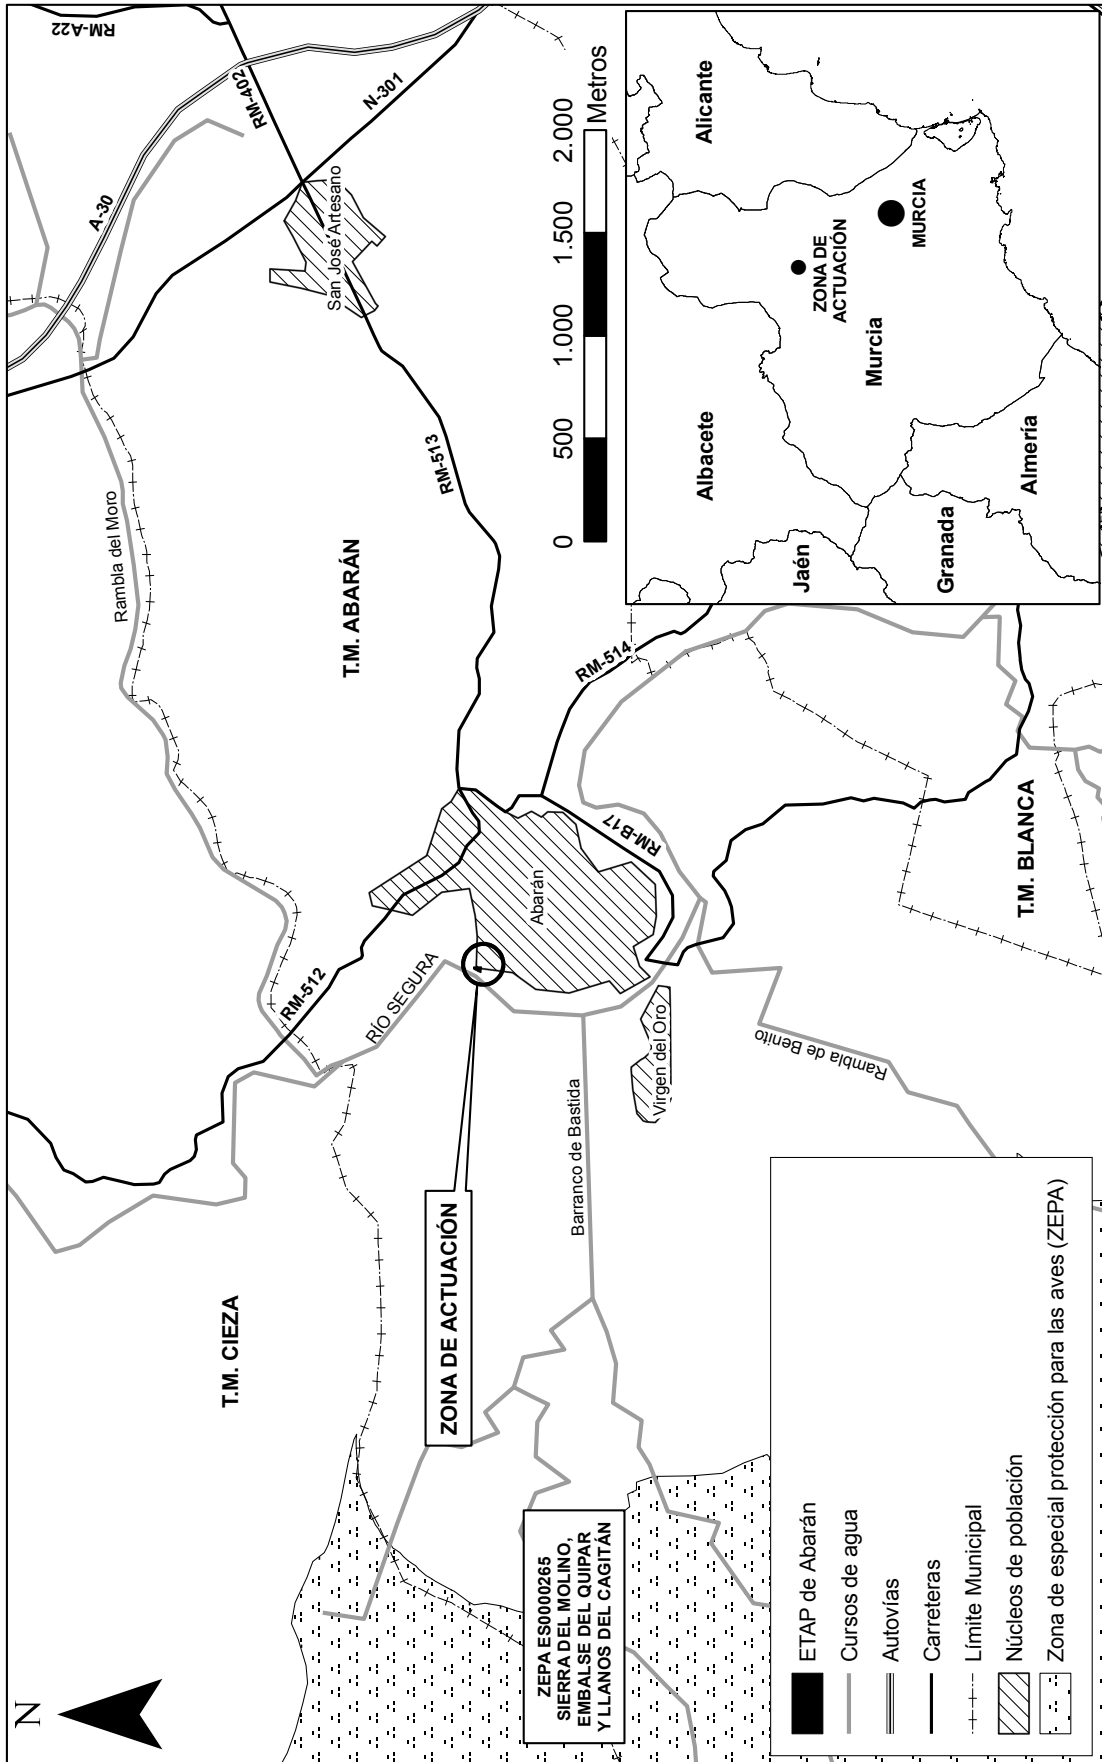 N
T.M. CIEZA
RM-512
Rambla del Moro
A-30
RM-A22
RM-402
N-301
San José Artesano
T.M. ABARÁN
RM-513
RÍO SEGURA
ZONA DE ACTUACIÓN
Abarán
Barranco de Bastida
Virgen del Oro
RM-B17
RM-514
Rambla de Benito
T.M. BLANCA
ZEPA ES0000265
SIERRA DEL MOLINO,
EMBALSE DEL QUIPAR
Y LLANOS DEL CAGITÁN
0 500 1.000 1.500 2.000
Metros
ETAP de Abarán
Cursos de agua
Autovías
Carreteras
Límite Municipal
Núcleos de población
Zona de especial protección para las aves (ZEPA)
Albacete
Alicante
Jaén
Murcia
ZONA DE
ACTUACIÓN
MURCIA
Granada
Almería